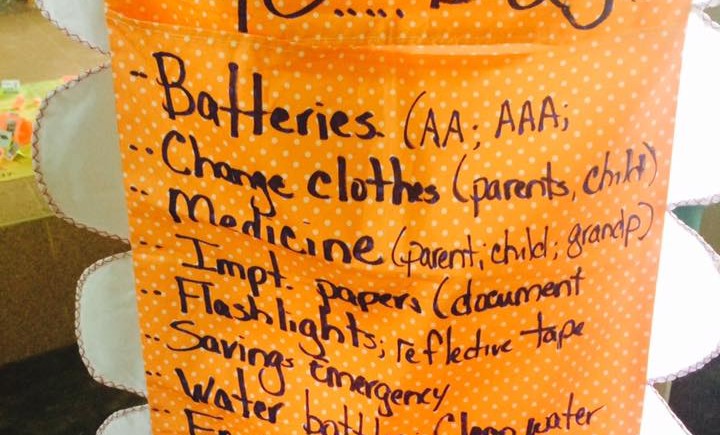 -Batteries (AA; AAA;
.. Change clothes (parents, child)
.. Medicine (parent; child; grandp)
.. Impt. papers (document
.. Flashlights; reflective tape
.. Savings Emergency
.. Water Clean water